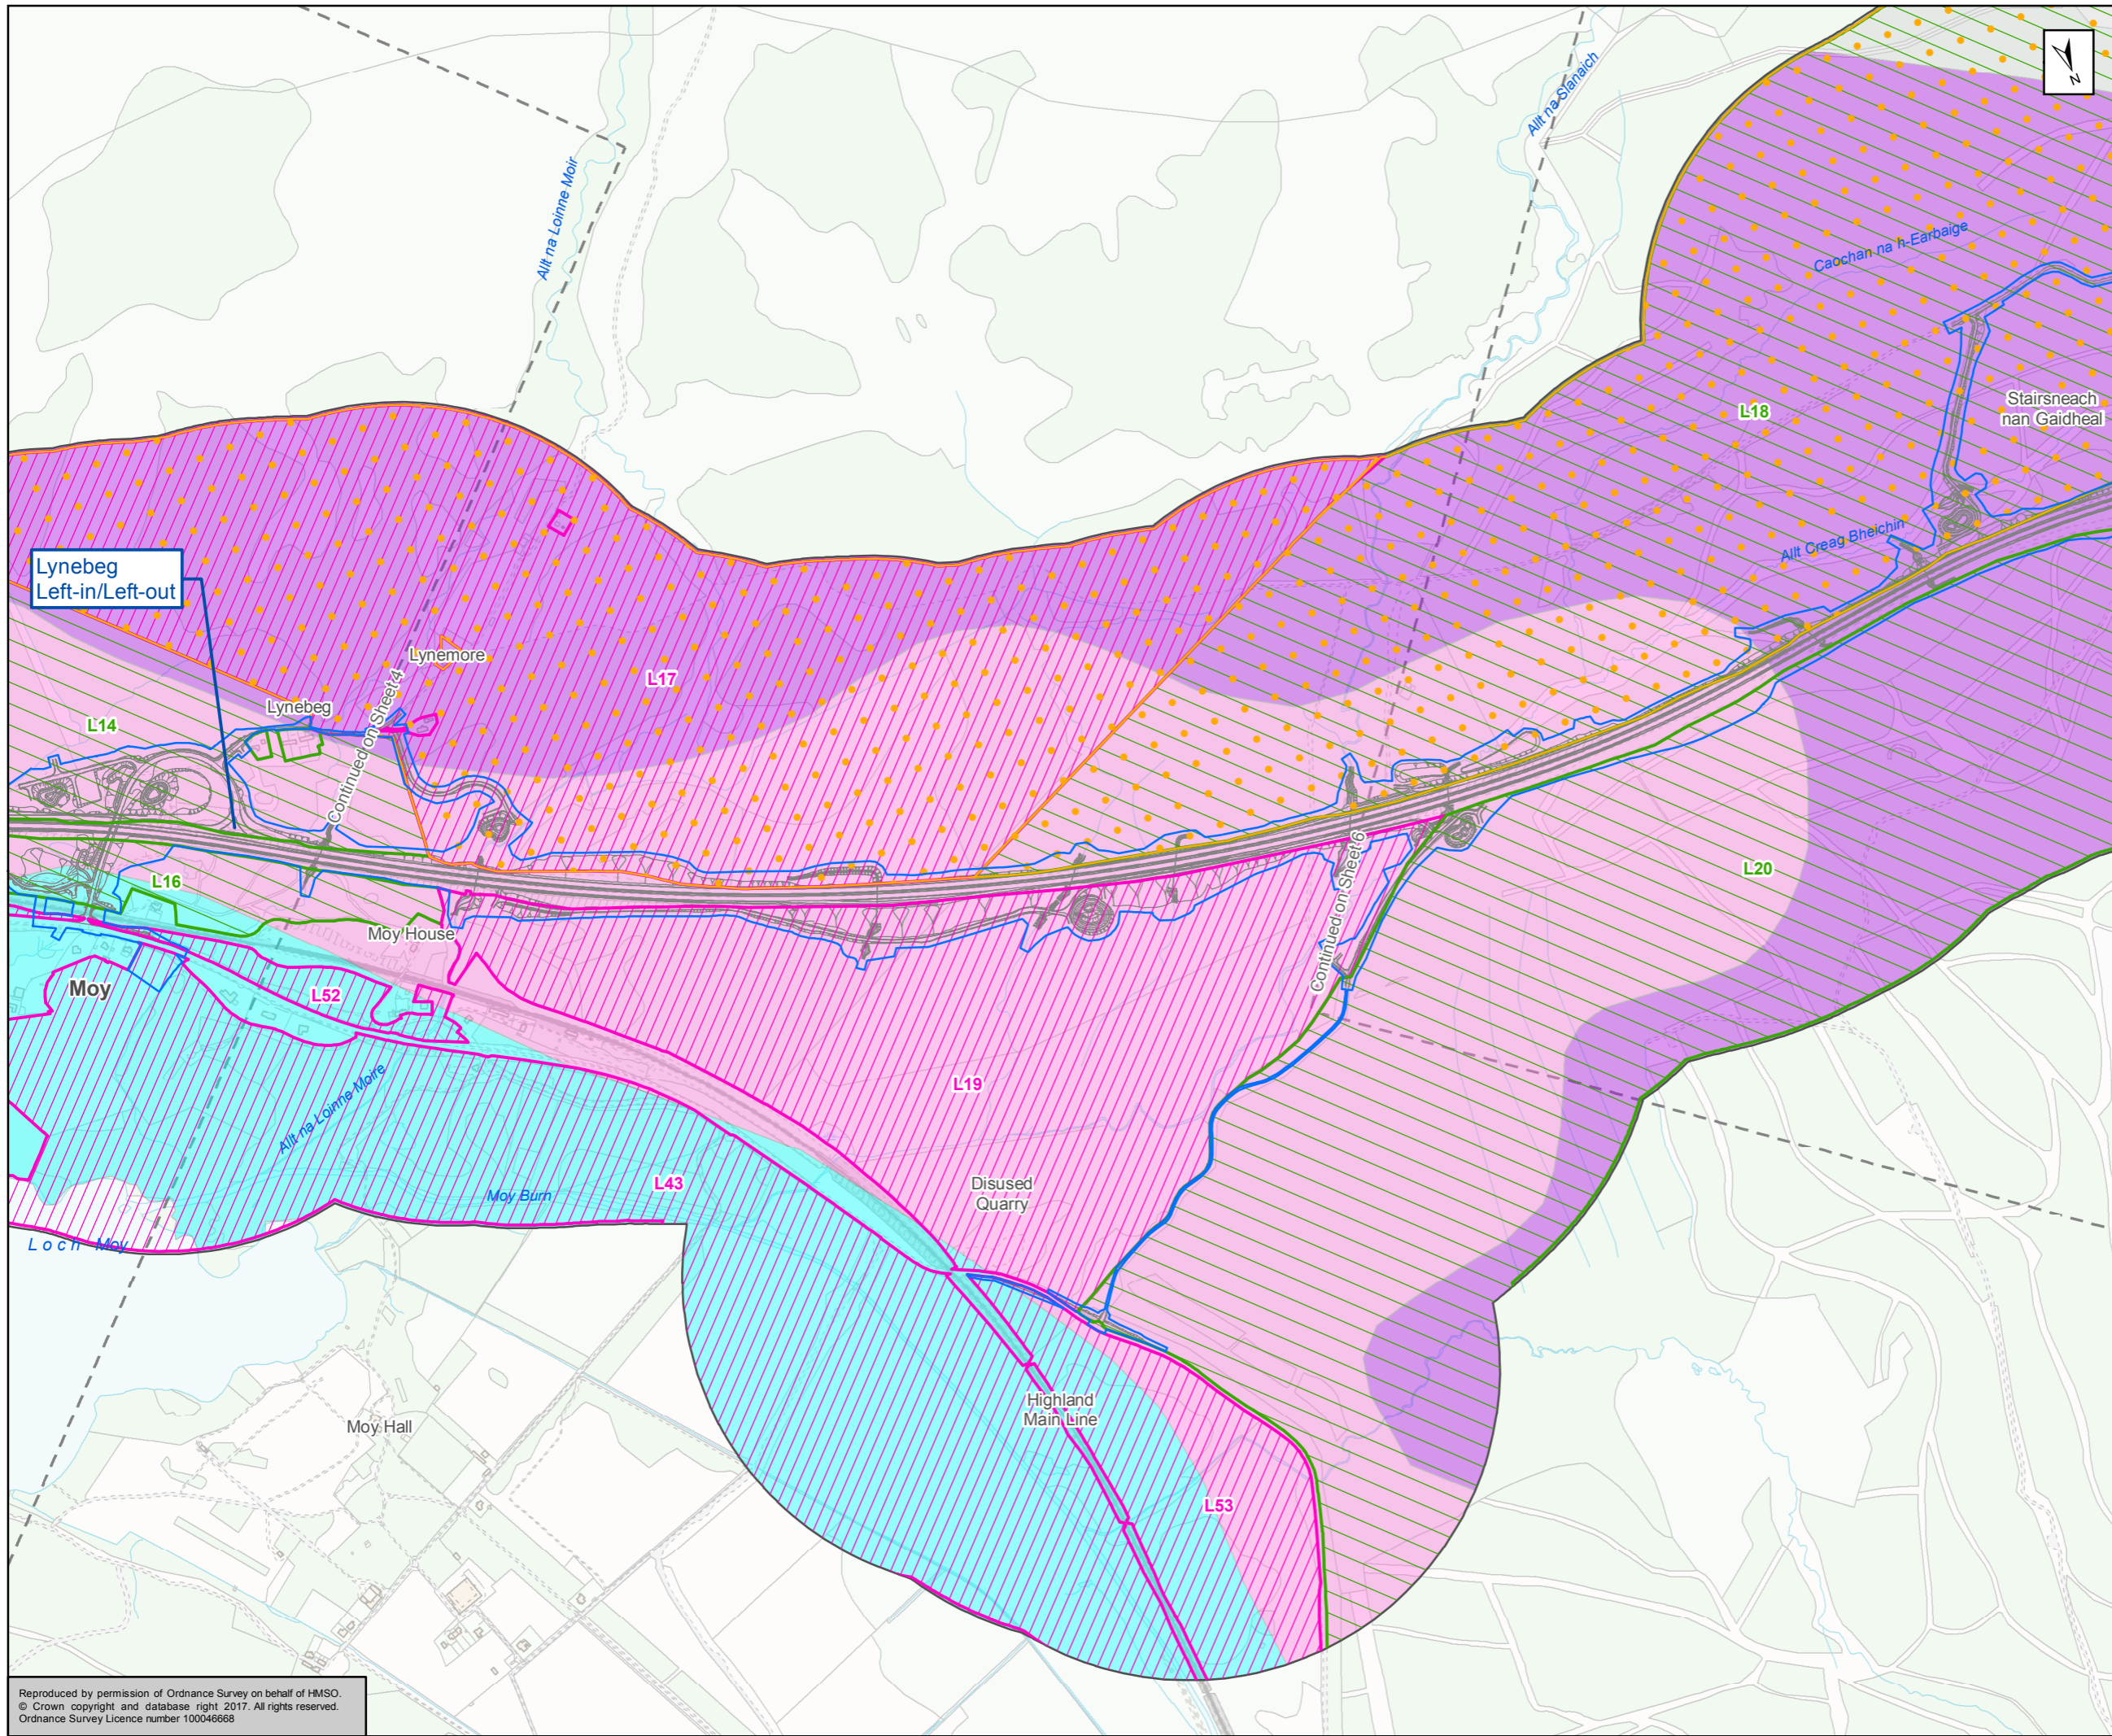 N
Allt na Slanaich
Allt na Loinne Moir
Caochan na h-Earbaige
L18
Stairsneach
nan Gaidheal
Allt Creag Bheichin
Lynebeg
Left-in/Left-out
Lynemore
L17
Lynebeg
L14
Continued on Sheet 4
Continued on Sheet 6
L16
L20
Moy House
Moy
L52
L19
Allt na Loinne Moire
Disused
Quarry
L43
Moy Burn
Loch Moy
Highland
Main Line
Moy Hall
L53
Reproduced by permission of Ordnance Survey on behalf of HMSO.
© Crown copyright and database right 2017. All rights reserved.
Ordnance Survey Licence number 100046668